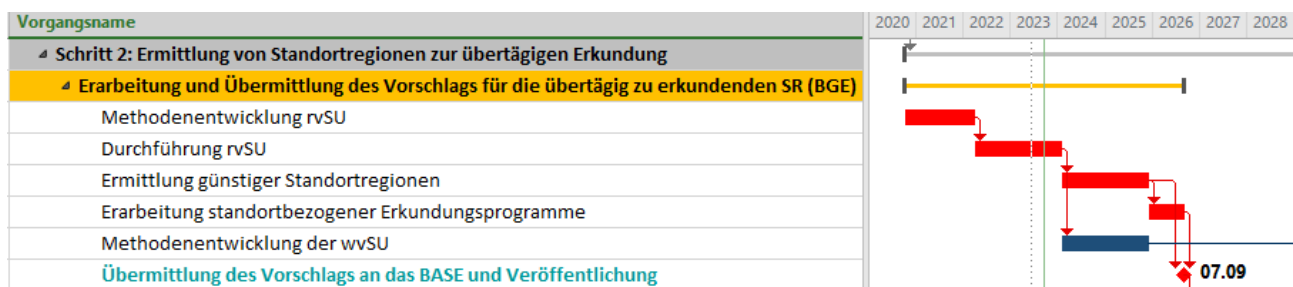 Vorgangsname 2020 2021 2022 2023 2024 2025 2026 2027 2028
Schritt 2: Ermittlung von Standortregionen zur übertägigen Erkundung
Erarbeitung und Übermittlung des Vorschlags für die übertägig zu erkundenden SR (BGE)
Methodenentwicklung rvSU
Durchführung rvSU
Ermittlung günstiger Standortregionen
Erarbeitung standortbezogener Erkundungsprogramme
Methodenentwicklung der wvSU
Übermittlung des Vorschlags an das BASE und Veröffentlichung 07.09